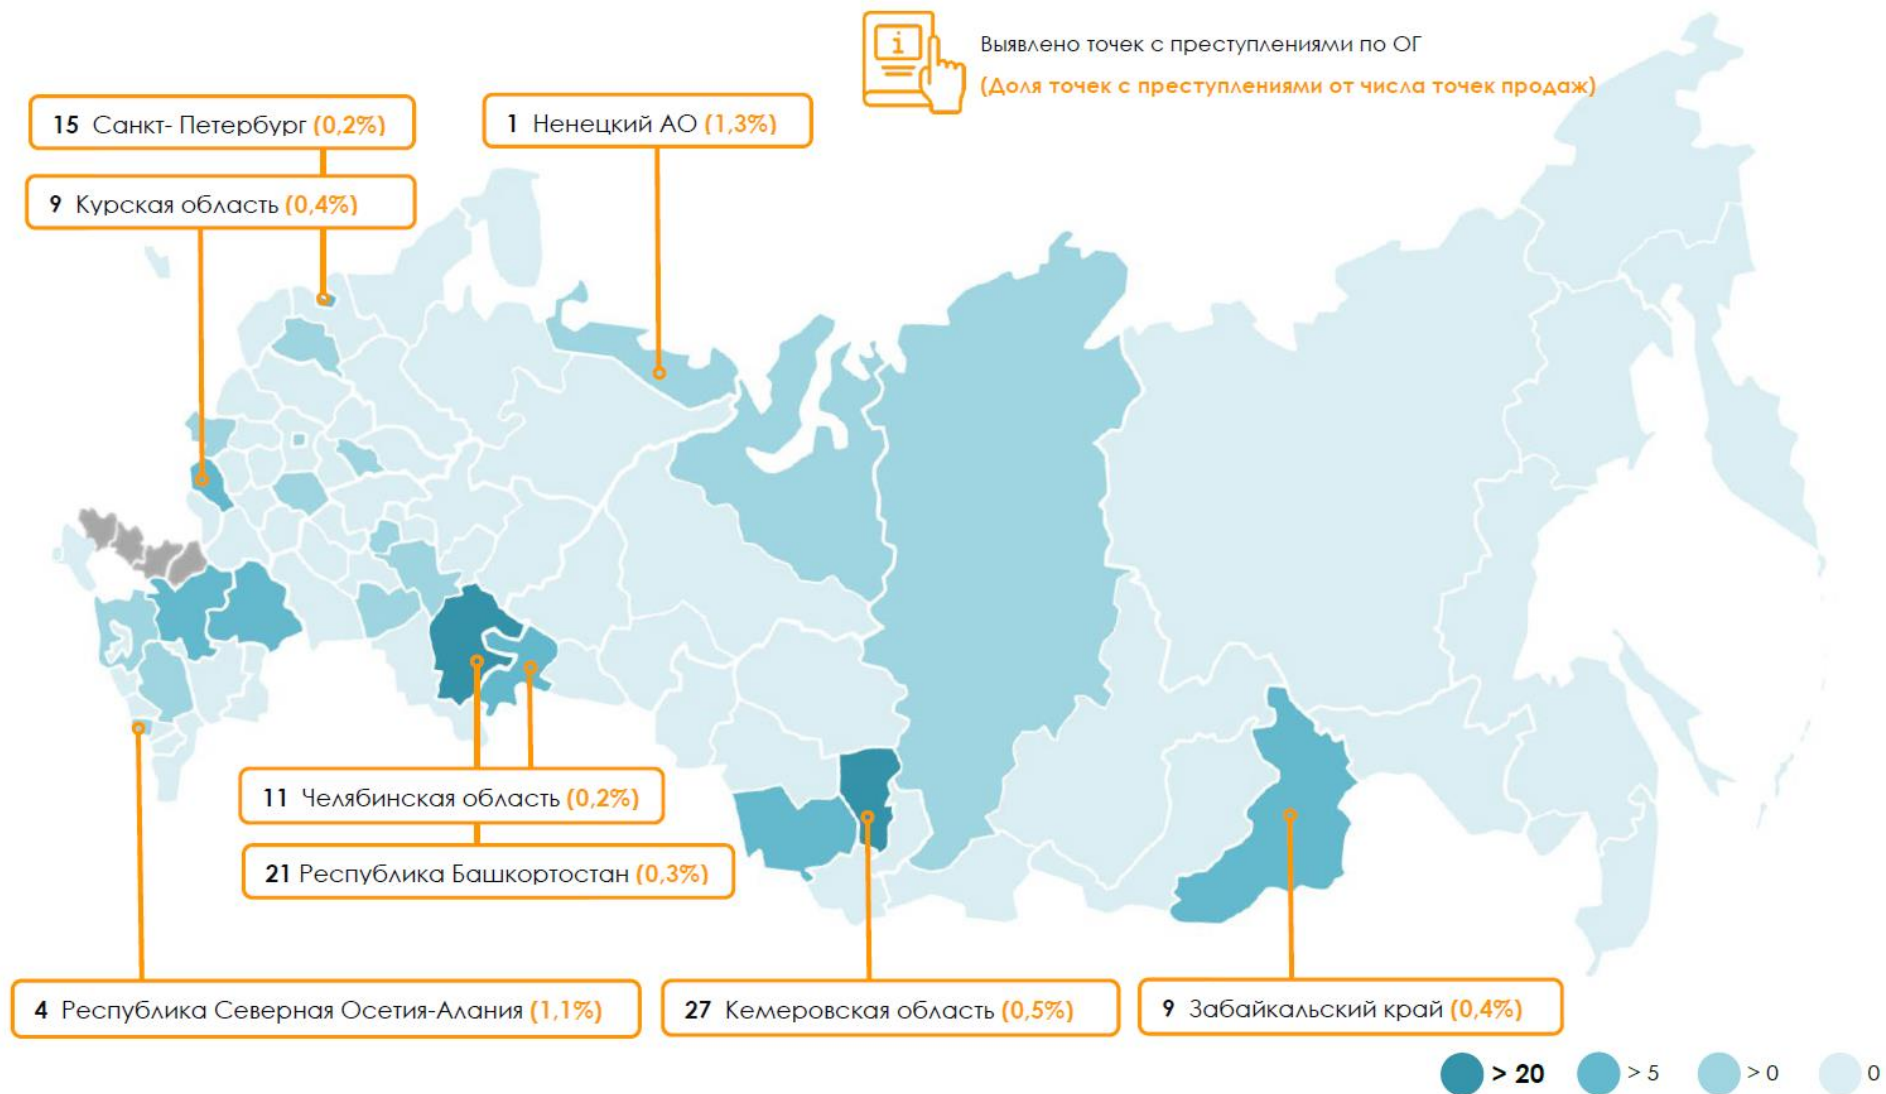 Выявлено точек с преступлениями по ОГ
(Доля точек с преступлениями от числа точек продаж)
15 Санкт- Петербург (0,2%)
1 Ненецкий АО (1,3%)
9 Курская область (0,4%)
11 Челябинская область (0,2%)
21 Республика Башкортостан (0,3%)
4 Республика Северная Осетия-Алания (1,1%)
27 Кемеровская область (0,5%)
9 Забайкальский край (0,4%)
> 20
> 5
> 0
0